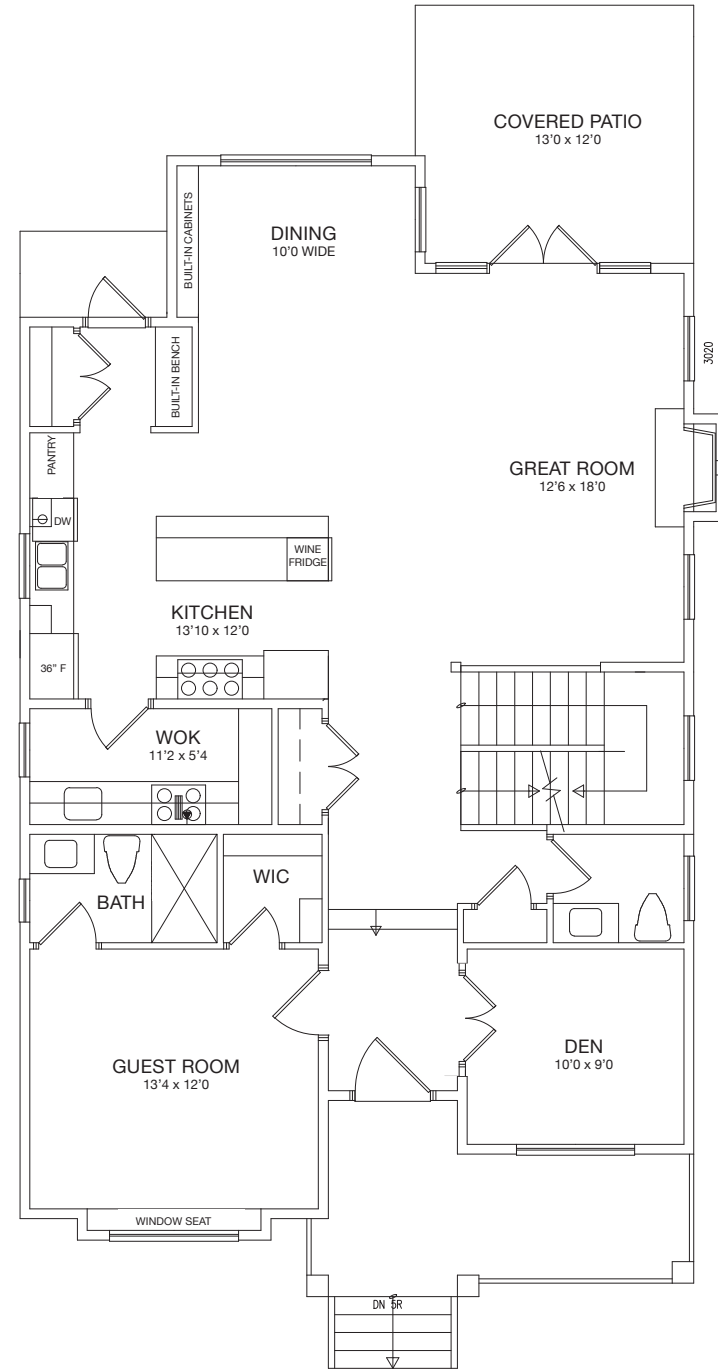 COVERED PATIO
13'0 x 12'0
DINING
10'0 WIDE
BUILT-IN CABINETS
BUILT-IN BENCH
3020
PANTRY
DW
GREAT ROOM
12'6 x 18'0
WINE
FRIDGE
KITCHEN
13'10 x 12'0
36" F
WOK
11'2 x 5'4
BATH
WIC
GUEST ROOM
13'4 x 12'0
DEN
10'0 x 9'0
WINDOW SEAT
DN 5R